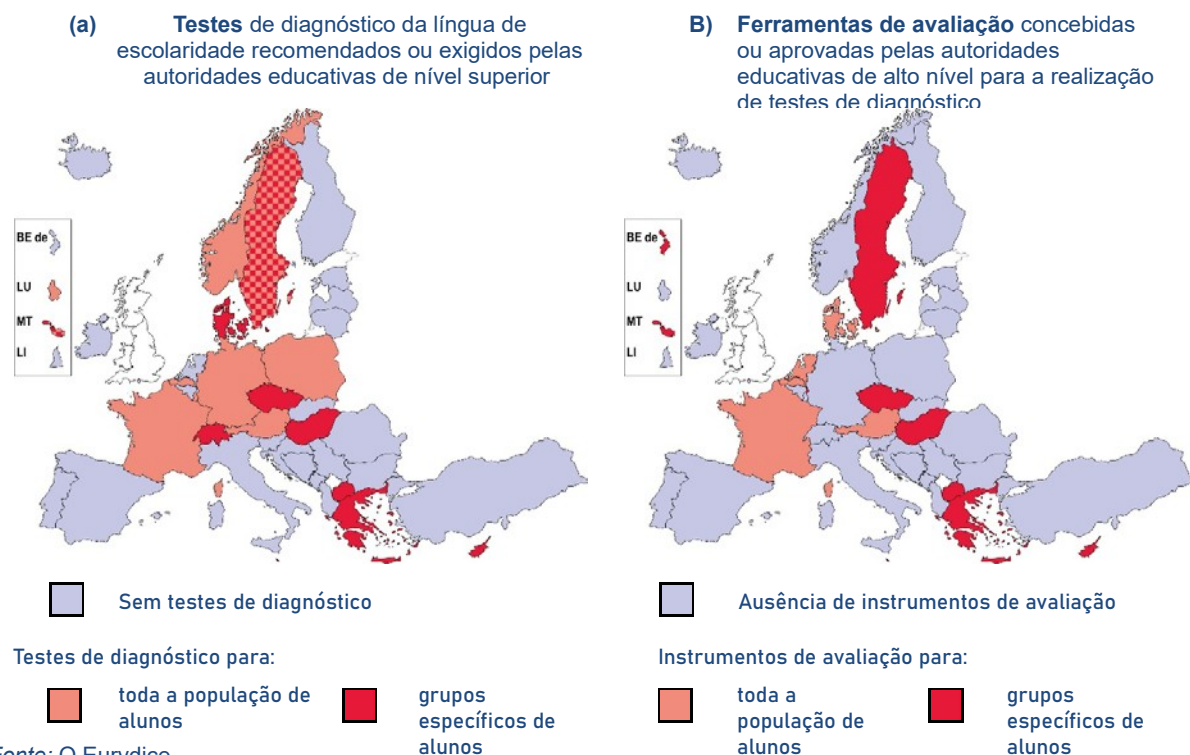 (a) Testes de diagnóstico da língua de
escolaridade recomendados ou exigidos pelas
autoridades educativas de nível superior
B) Ferramentas de avaliação concebidas
ou aprovadas pelas autoridades
educativas de alto nível para a realização
de testes de diagnóstico
BE de
LU
MT
LI
BE de
LU
MT
LI
Sem testes de diagnóstico
Testes de diagnóstico para:
toda a população de
alunos
grupos
específicos de
alunos
Ausência de instrumentos de avaliação
Instrumentos de avaliação para:
toda a
população de
alunos
grupos
específicos de
alunos
Fonte: O Eurydice